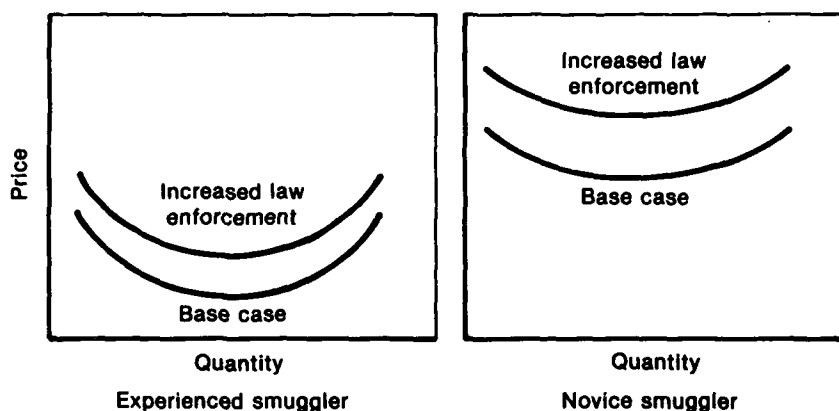 Price
Increased law
enforcement
Base case
Quantity
Experienced smuggler
Increased law
enforcement
Base case
Quantity
Novice smuggler